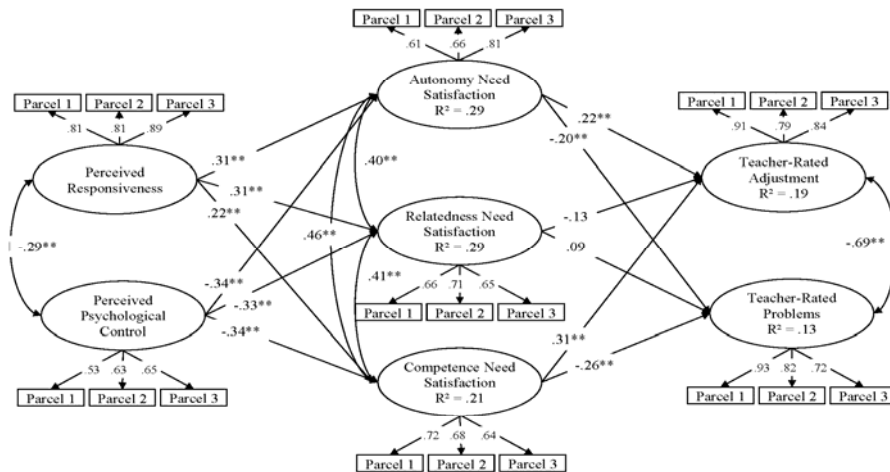 Parcel 1 Parcel 2 Parcel 3
.61 .66 .81
Autonomy Need
Satisfaction
R² = .29
Parcel 1 Parcel 2 Parcel 3
.81 .81 .89
Perceived
Responsiveness
Parcel 1 Parcel 2 Parcel 3
.91 .79 .84
Teacher-Rated
Adjustment
R² = .19
.31**
.31**
.22**
.40**
.46**
.41**
.22**
-.20**
Relatedness Need
Satisfaction
R² = .29
.66 .71 .65
Parcel 1 Parcel 2 Parcel 3
-.13
.09
-.29**
-.69**
Perceived
Psychological
Control
.53 .63 .65
Parcel 1 Parcel 2 Parcel 3
-.34**
-.33**
-.34**
Teacher-Rated
Problems
R² = .13
.93 .82 .72
Parcel 1 Parcel 2 Parcel 3
.31**
-.26**
Competence Need
Satisfaction
R² = .21
.72 .68 .64
Parcel 1 Parcel 2 Parcel 3